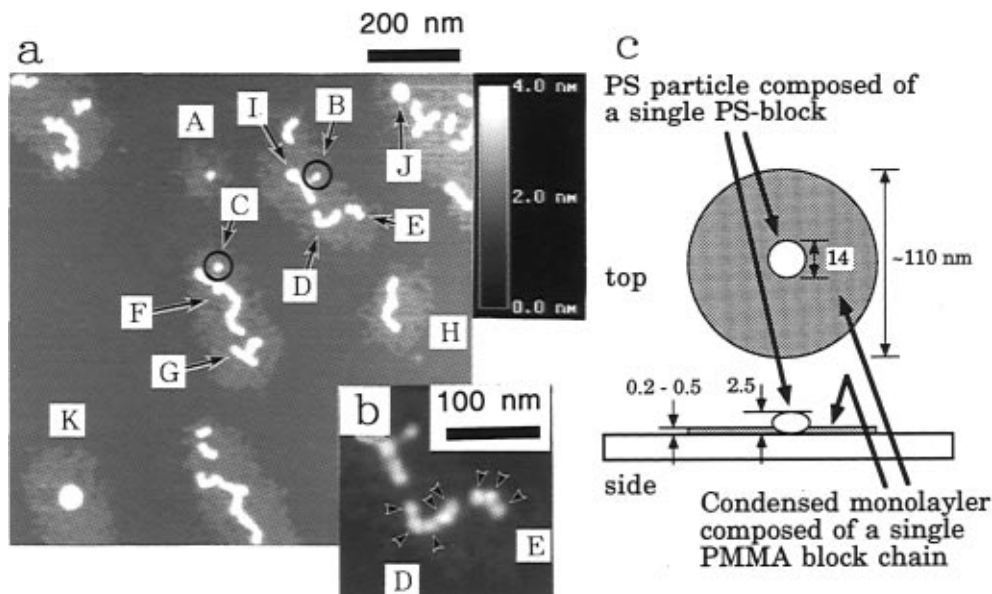 a
200 nm
4.0 nm
2.0 nm
0.0 nm
A
I
B
J
C
E
D
F
H
G
K
b
100 nm
D
E
c
PS particle composed of
a single PS-block
top
14
~110 nm
0.2 - 0.5
2.5
side
Condensed monolayler
composed of a single
PMMA block chain